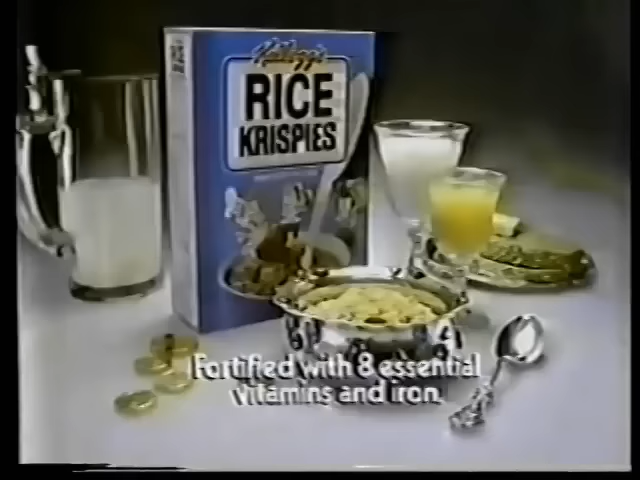 Kellogg's
RICE
KRISPIES
Fortified with 8 essential
vitamins and iron.